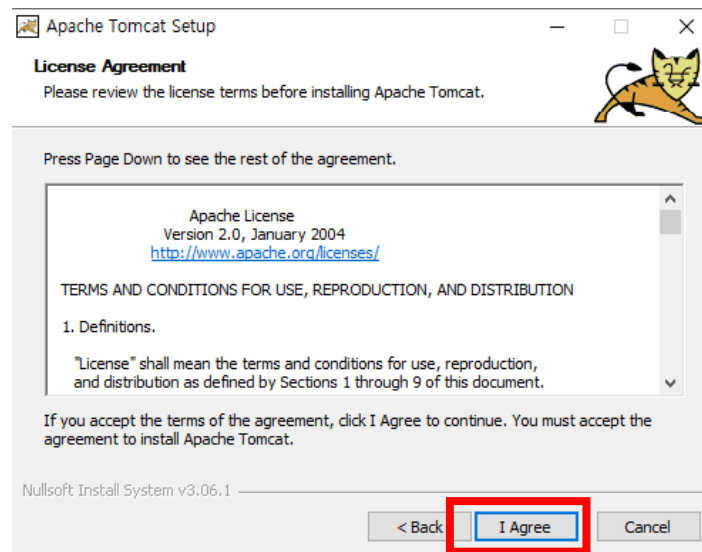 Apache Tomcat Setup
License Agreement
Please review the license terms before installing Apache Tomcat.
Press Page Down to see the rest of the agreement.
Apache License
Version 2.0, January 2004
http://www.apache.org/licenses/
TERMS AND CONDITIONS FOR USE, REPRODUCTION, AND DISTRIBUTION
1. Definitions.
"License" shall mean the terms and conditions for use, reproduction,
and distribution as defined by Sections 1 through 9 of this document.
If you accept the terms of the agreement, click I Agree to continue. You must accept the
agreement to install Apache Tomcat.
Nullsoft Install System v3.06.1
< Back I Agree Cancel